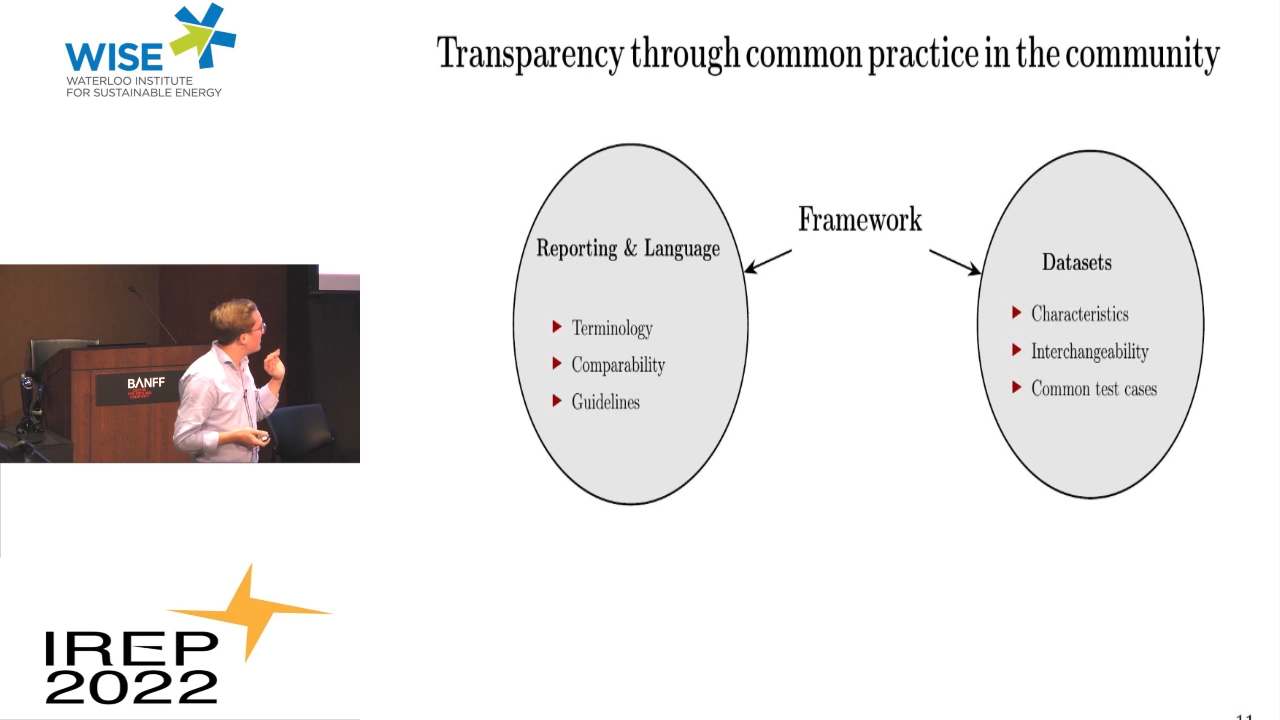 WISE
WATERLOO INSTITUTE
FOR SUSTAINABLE ENERGY
Transparency through common practice in the community
Framework
Reporting & Language
Terminology
Comparability
Guidelines
Datasets
Characteristics
Interchangeability
Common test cases
BANFF
IREP
2022